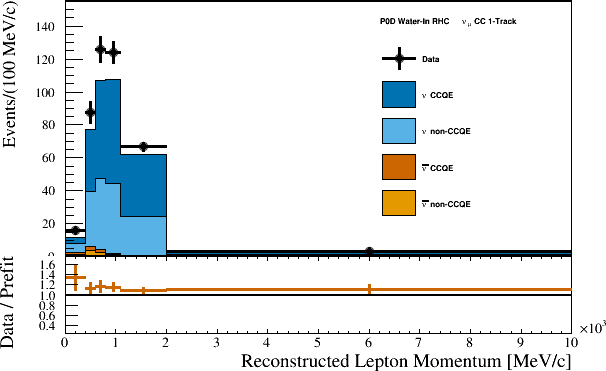 P0D Water-In RHC ν μ CC 1-Track
Events/(100 MeV/c)
140
120
100
80
60
40
20
0
Data
ν CCQE
ν non-CCQE
ν̅ CCQE
ν̅ non-CCQE
Data / Prefit
1.6
1.4
1.2
1.0
0.8
0.6
0.4
0 1 2 3 4 5 6 7 8 9 10
×10³
Reconstructed Lepton Momentum [MeV/c]